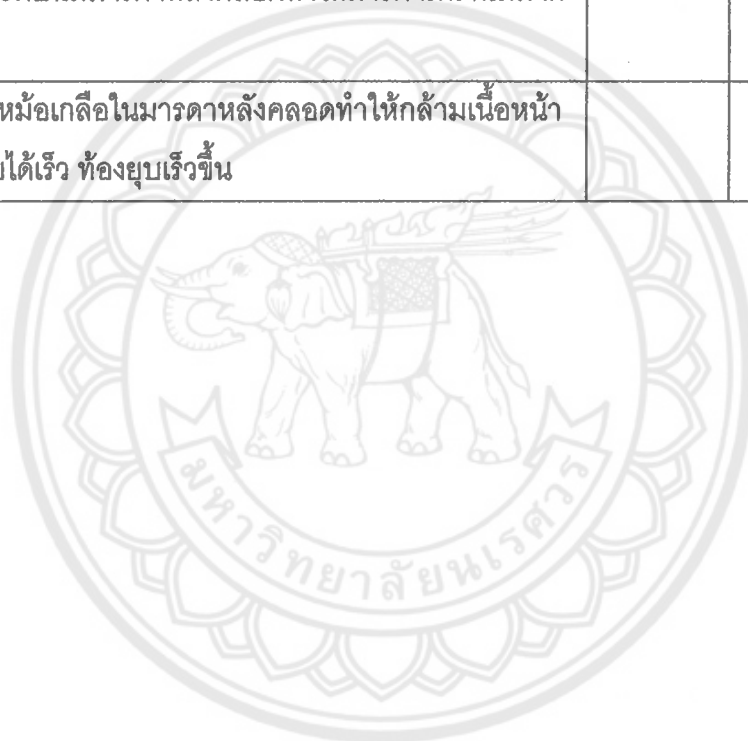 หม้อเกลือในมารดาหลังคลอดทำให้กล้ามเนื้อหน้า
ได้เร็ว ท้องยุบเร็วขึ้น
มหาวิทยาลัยนเรศวร